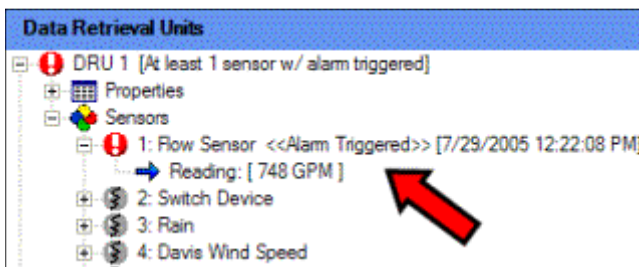 Data Retrieval Units
DRU 1 [At least 1 sensor w/ alarm triggered]
Properties
Sensors
1: Flow Sensor <<Alarm Triggered>> [7/29/2005 12:22:08 PM]
Reading: [ 748 GPM ]
2: Switch Device
3: Rain
4: Davis Wind Speed